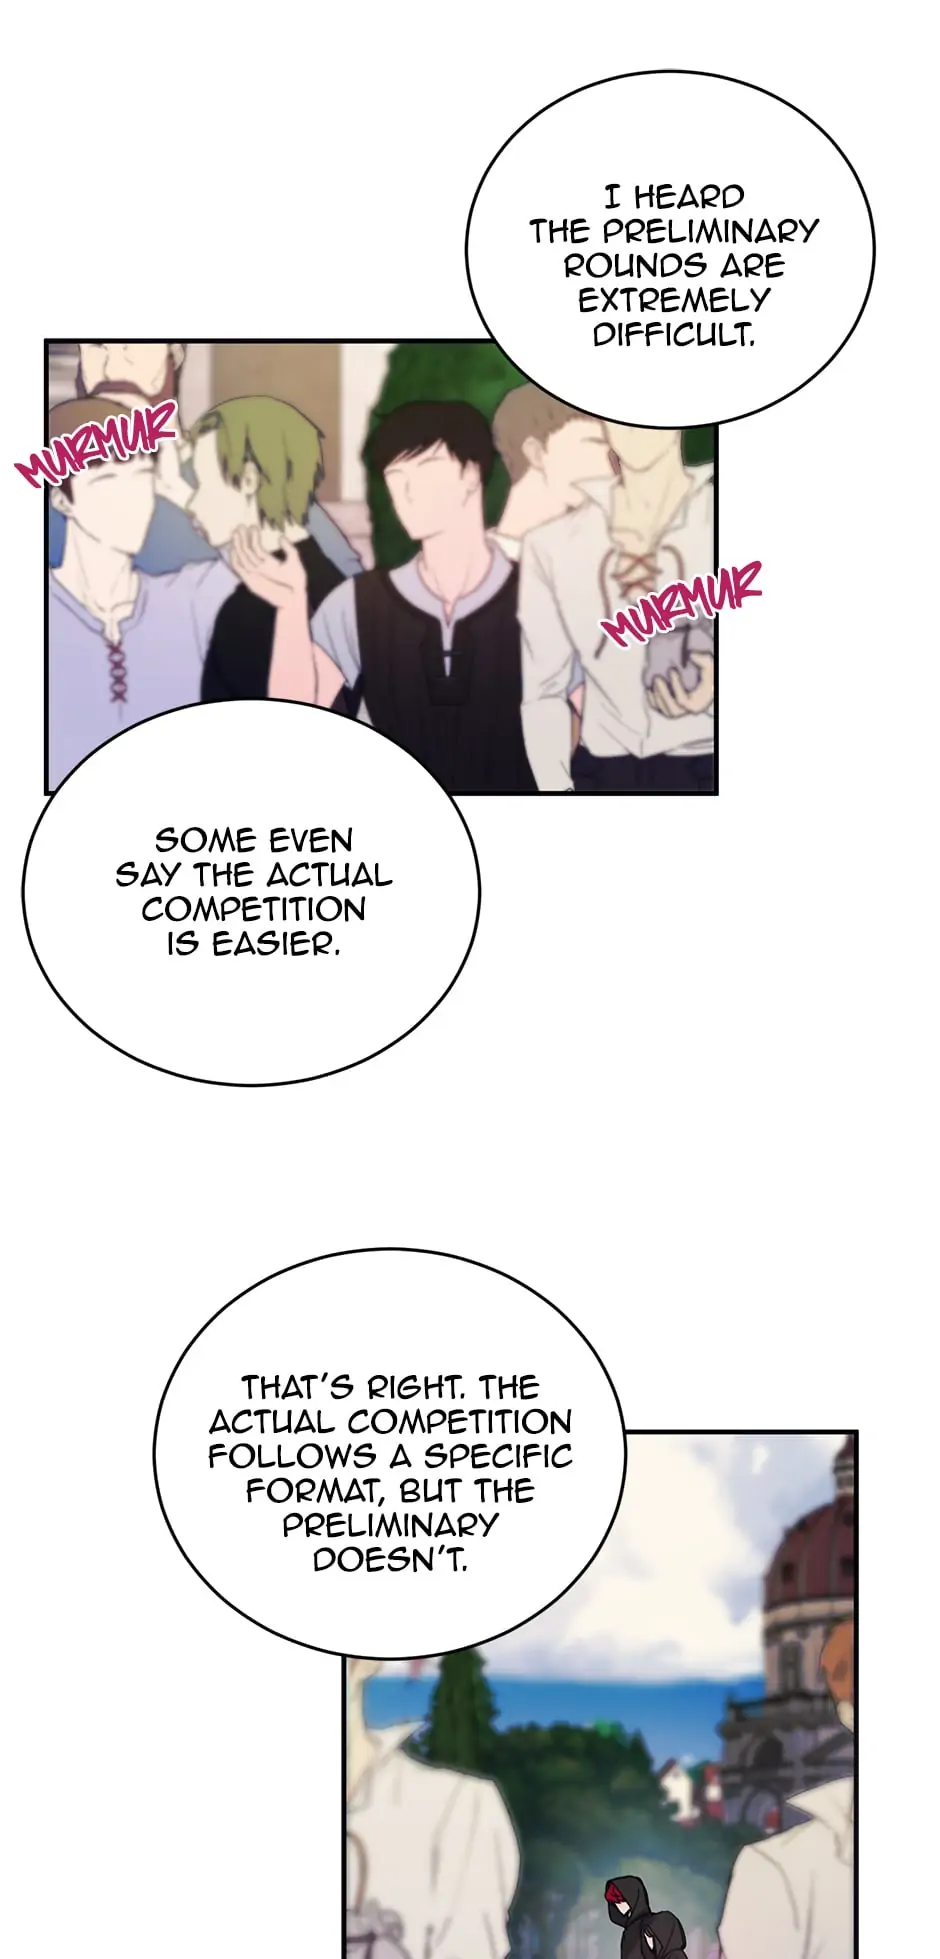 I HEARD
THE PRELIMINARY
ROUNDS ARE
EXTREMELY
DIFFICULT.
MURMUR
MURMUR
SOME EVEN
SAY THE ACTUAL
COMPETITION
IS EASIER.
THAT'S RIGHT. THE
ACTUAL COMPETITION
FOLLOWS A SPECIFIC
FORMAT, BUT THE
PRELIMINARY
DOESN'T.